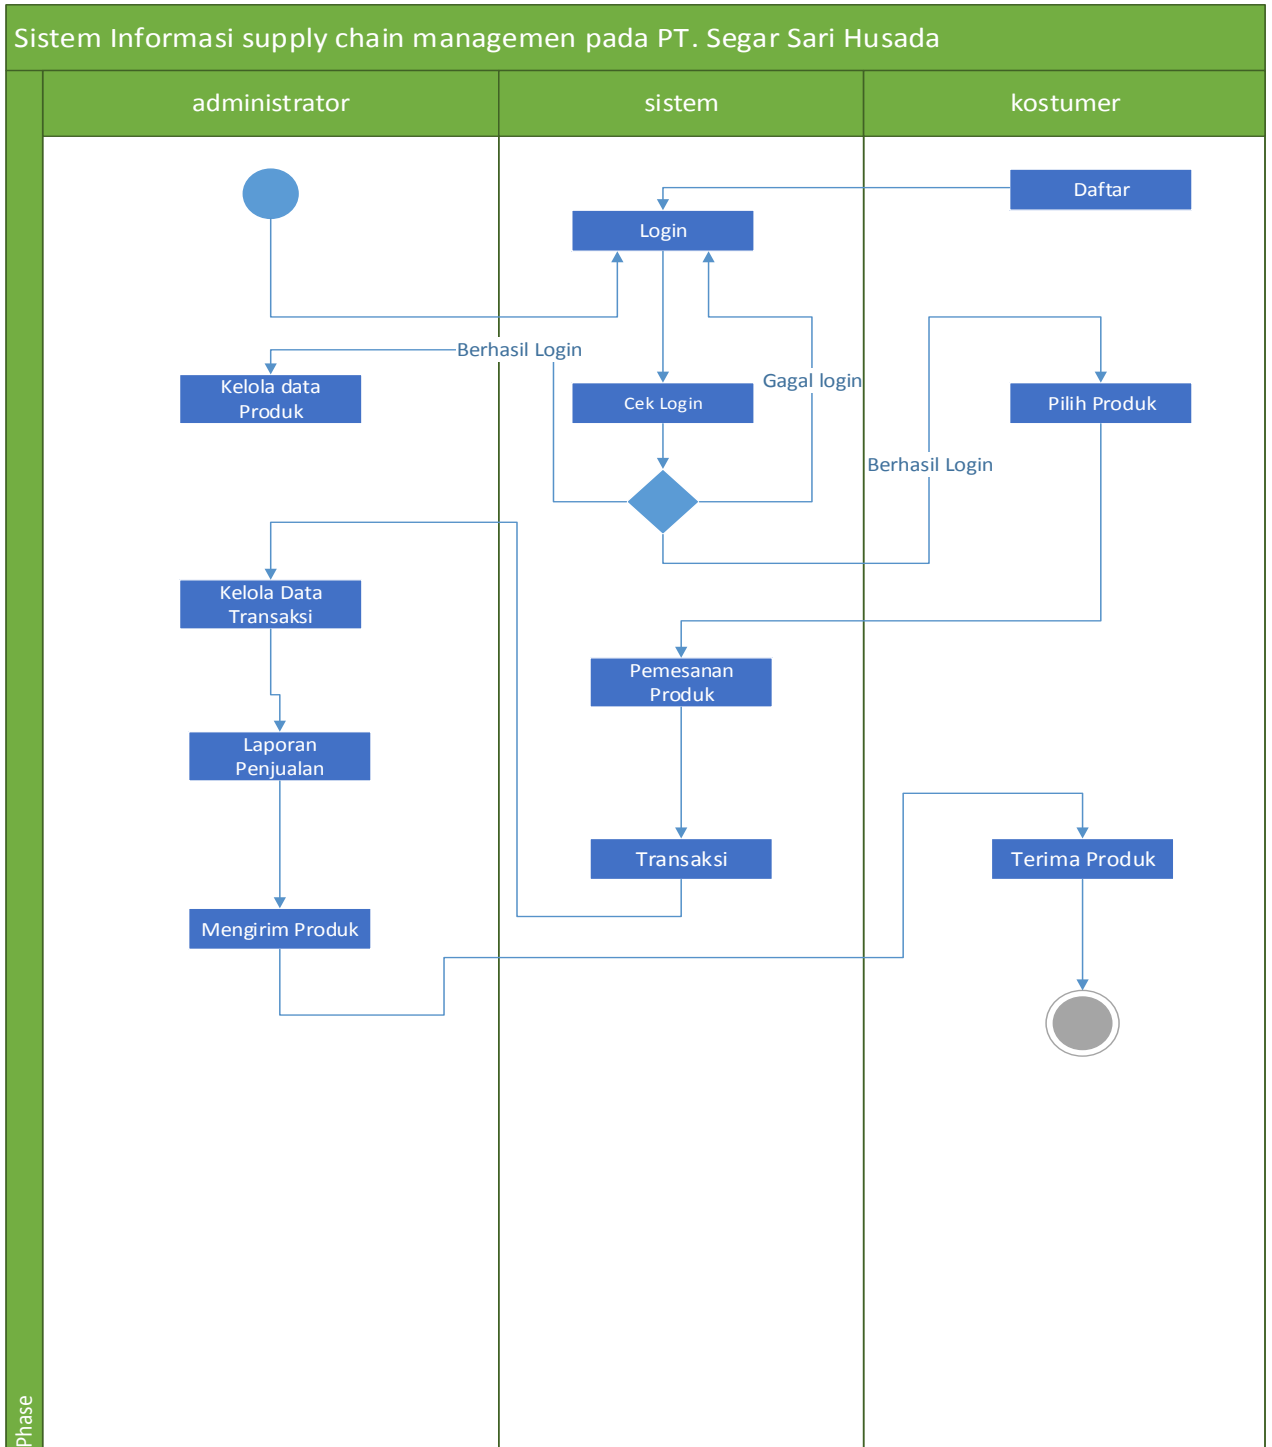 Sistem Informasi supply chain managemen pada PT. Segar Sari Husada
administrator
sistem
kostumer
Daftar
Login
Berhasil Login
Gagal login
Kelola data
Produk
Cek Login
Pilih Produk
Berhasil Login
Kelola Data
Transaksi
Pemesanan
Produk
Laporan
Penjualan
Transaksi
Terima Produk
Mengirim Produk
Phase